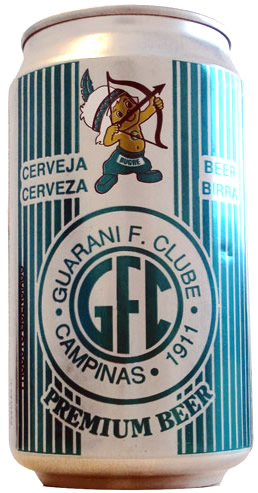 BUGRE
CERVEJA BEER
CERVEZA BIRRA
GUARANI F. CLUBE
GFC
CAMPINAS • 1911 •
PREMIUM BEER